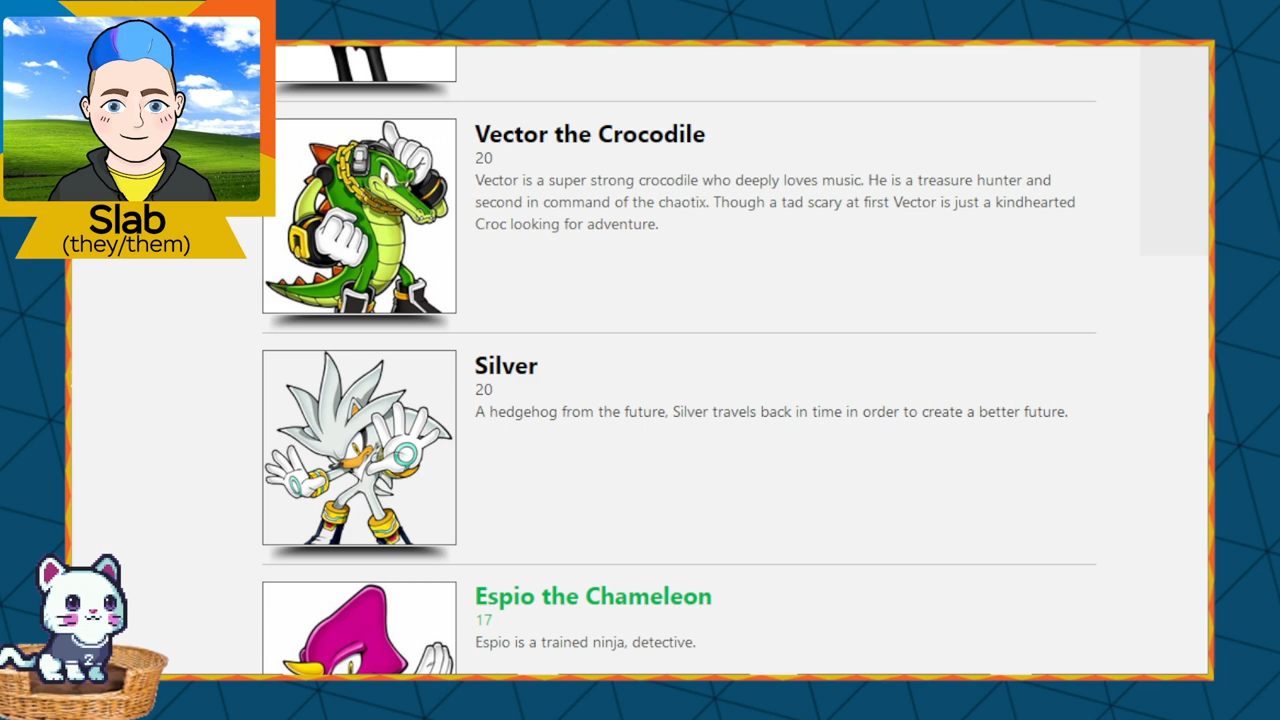 Slab
(they/them)
Vector the Crocodile
20
Vector is a super strong crocodile who deeply loves music. He is a treasure hunter and
second in command of the chaotix. Though a tad scary at first Vector is just a kindhearted
Croc looking for adventure.
Silver
20
A hedgehog from the future, Silver travels back in time in order to create a better future.
Espio the Chameleon
17
Espio is a trained ninja, detective.